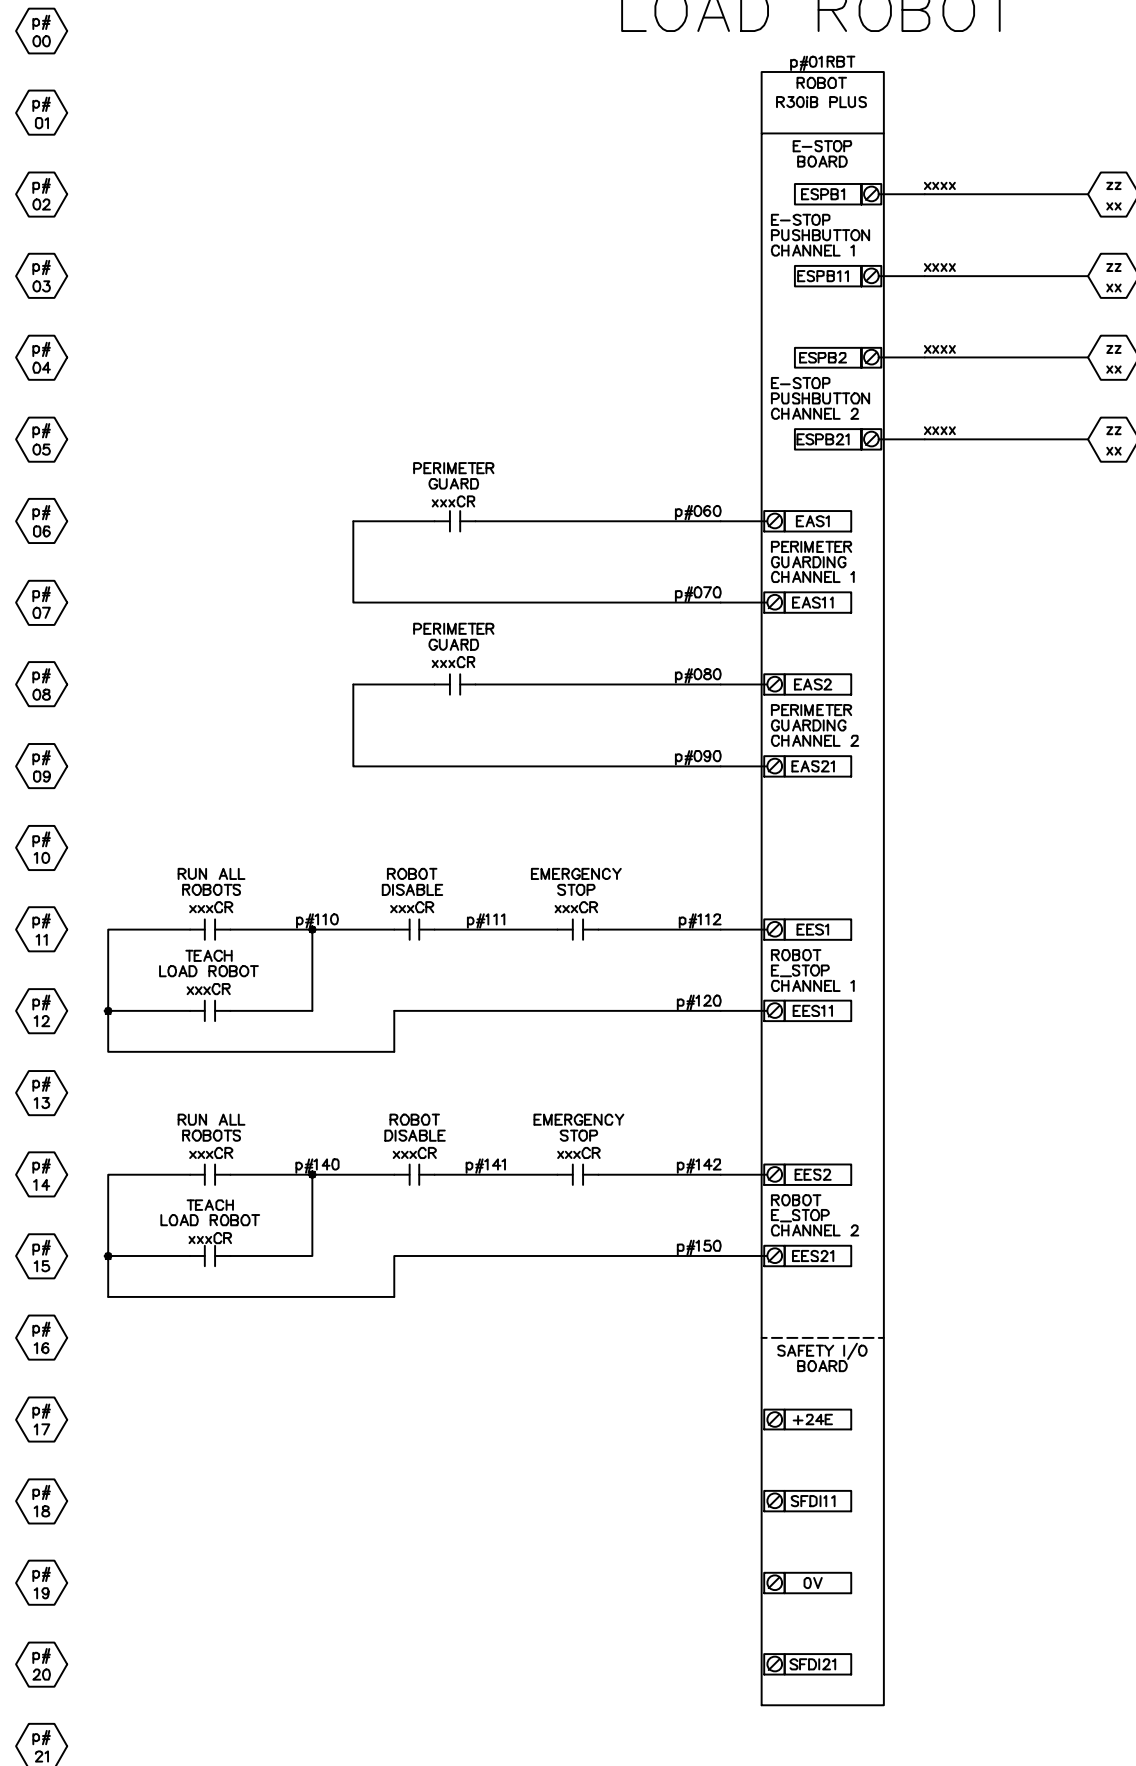 LOAD ROBOT
p#
00
p#01RBT
ROBOT
R30iB PLUS
p#
01
E-STOP
BOARD
p#
02
ESPB1
xxxx
zz
xx
E-STOP
PUSHBUTTON
CHANNEL 1
p#
03
ESPB11
xxxx
zz
xx
p#
04
ESPB2
xxxx
zz
xx
E-STOP
PUSHBUTTON
CHANNEL 2
p#
05
ESPB21
xxxx
zz
xx
PERIMETER
GUARD
xxxCR
p#
06
p#060
EAS1
PERIMETER
GUARDING
CHANNEL 1
p#
07
p#070
EAS11
PERIMETER
GUARD
xxxCR
p#
08
p#080
EAS2
PERIMETER
GUARDING
CHANNEL 2
p#
09
p#090
EAS21
p#
10
RUN ALL
ROBOTS
xxxCR
ROBOT
DISABLE
xxxCR
EMERGENCY
STOP
xxxCR
p#
11
p#110
p#111
p#112
EES1
TEACH
LOAD ROBOT
xxxCR
ROBOT
E_STOP
CHANNEL 1
p#
12
p#120
EES11
p#
13
RUN ALL
ROBOTS
xxxCR
ROBOT
DISABLE
xxxCR
EMERGENCY
STOP
xxxCR
p#
14
p#140
p#141
p#142
EES2
TEACH
LOAD ROBOT
xxxCR
ROBOT
E_STOP
CHANNEL 2
p#
15
p#150
EES21
p#
16
SAFETY I/O
BOARD
p#
17
+24E
p#
18
SFDI11
p#
19
0V
p#
20
SFDI21
p#
21